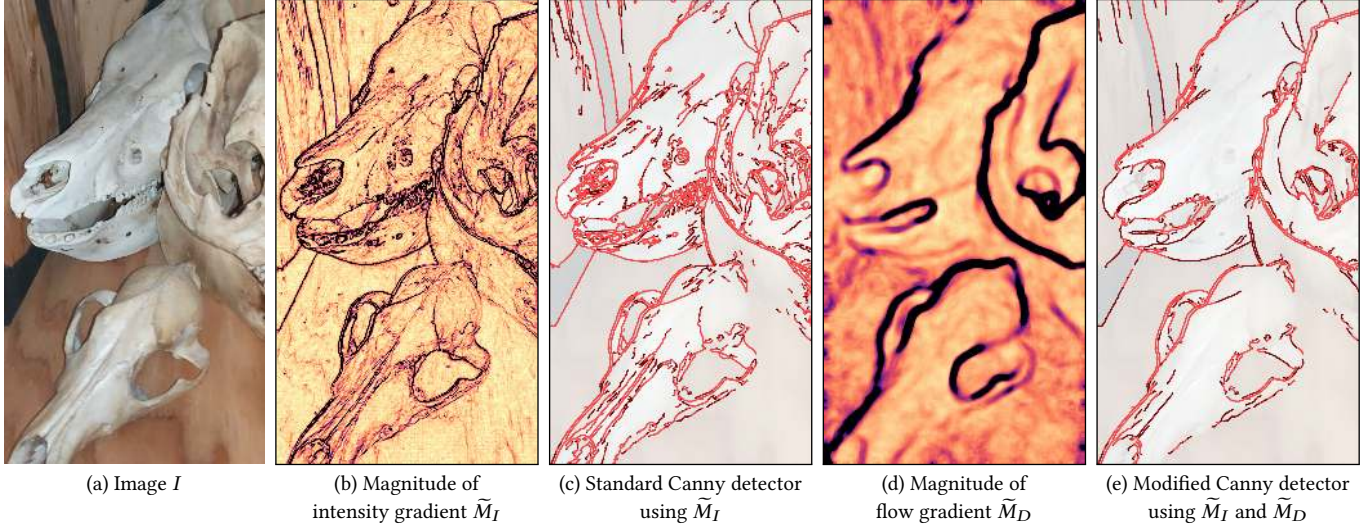 (a) Image I
(b) Magnitude of
intensity gradient M̃_I
(c) Standard Canny detector
using M̃_I
(d) Magnitude of
flow gradient M̃_D
(e) Modified Canny detector
using M̃_I and M̃_D